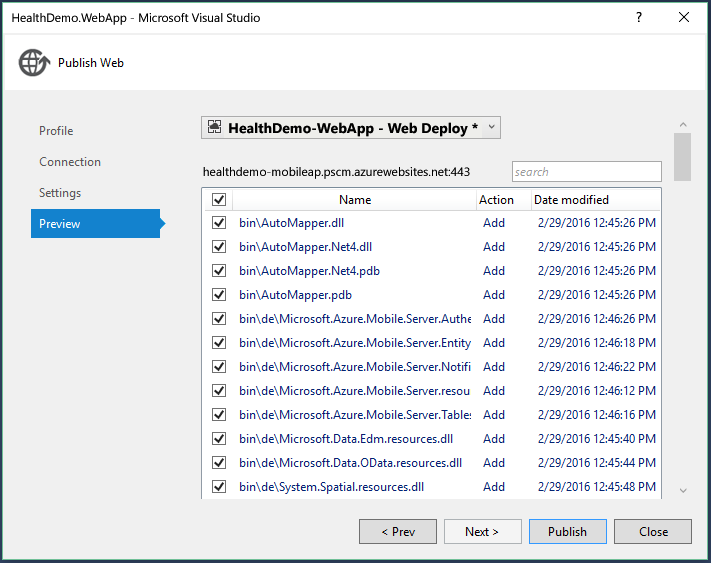 HealthDemo.WebApp - Microsoft Visual Studio ?
Publish Web
Profile
Connection
Settings
Preview
HealthDemo-WebApp - Web Deploy *
healthdemo-mobileap.pscm.azurewebsites.net:443 search
Name Action Date modified
bin\AutoMapper.dll Add 2/29/2016 12:45:26 PM
bin\AutoMapper.Net4.dll Add 2/29/2016 12:45:26 PM
bin\AutoMapper.Net4.pdb Add 2/29/2016 12:45:26 PM
bin\AutoMapper.pdb Add 2/29/2016 12:45:26 PM
bin\de\Microsoft.Azure.Mobile.Server.Authe Add 2/29/2016 12:46:26 PM
bin\de\Microsoft.Azure.Mobile.Server.Entity Add 2/29/2016 12:46:18 PM
bin\de\Microsoft.Azure.Mobile.Server.Notifi Add 2/29/2016 12:46:22 PM
bin\de\Microsoft.Azure.Mobile.Server.resou Add 2/29/2016 12:46:12 PM
bin\de\Microsoft.Azure.Mobile.Server.Tables Add 2/29/2016 12:46:16 PM
bin\de\Microsoft.Data.Edm.resources.dll Add 2/29/2016 12:45:40 PM
bin\de\Microsoft.Data.OData.resources.dll Add 2/29/2016 12:45:44 PM
bin\de\System.Spatial.resources.dll Add 2/29/2016 12:45:48 PM
< Prev Next > Publish Close